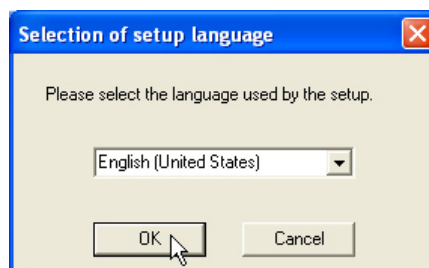 Selection of setup language
Please select the language used by the setup.
English (United States)
OK
Cancel